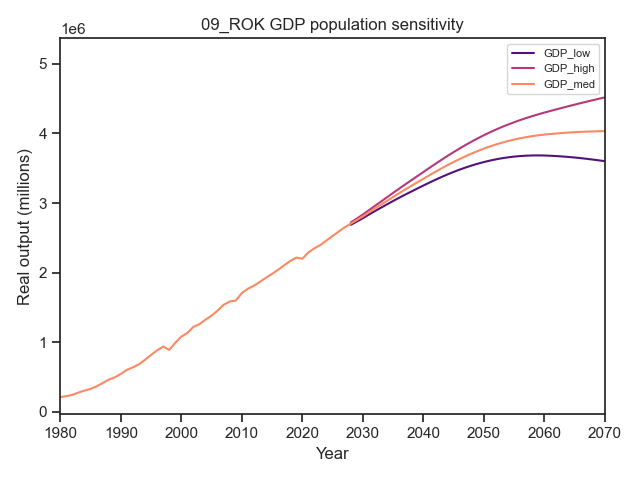 09_ROK GDP population sensitivity
1e6
GDP_low
GDP_high
GDP_med
5
4
3
2
1
0
Real output (millions)
1980 1990 2000 2010 2020 2030 2040 2050 2060 2070
Year